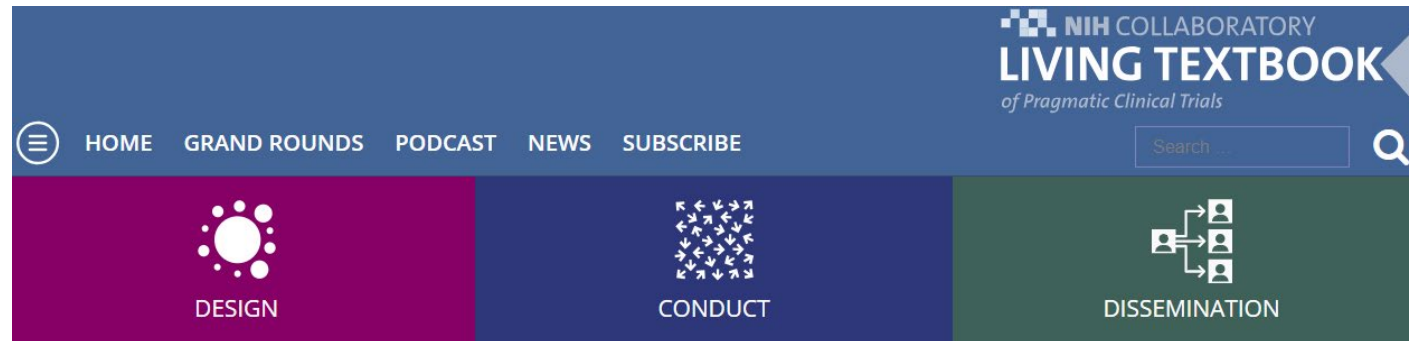 NIH COLLABORATORY
LIVING TEXTBOOK
of Pragmatic Clinical Trials
HOME GRAND ROUNDS PODCAST NEWS SUBSCRIBE
Search ...
DESIGN CONDUCT DISSEMINATION